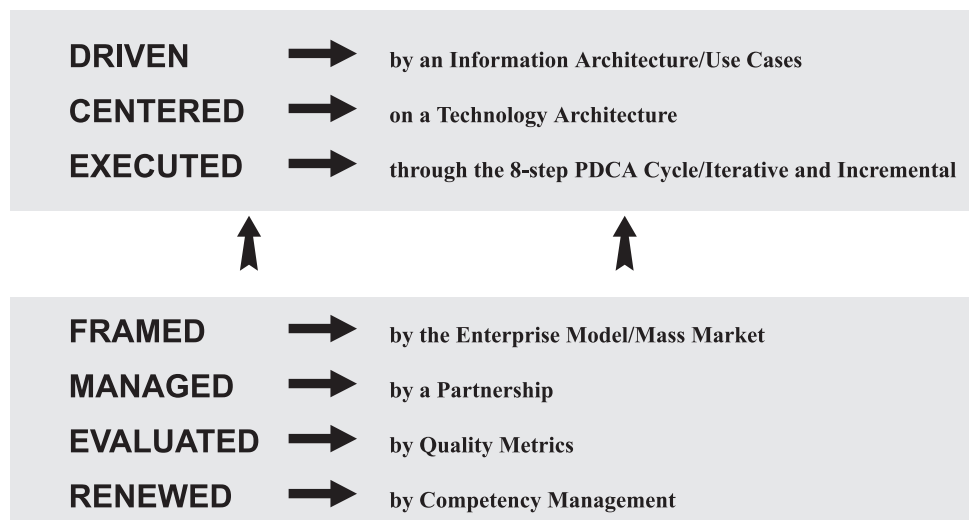 DRIVEN by an Information Architecture/Use Cases
CENTERED on a Technology Architecture
EXECUTED through the 8-step PDCA Cycle/Iterative and Incremental
FRAMED by the Enterprise Model/Mass Market
MANAGED by a Partnership
EVALUATED by Quality Metrics
RENEWED by Competency Management